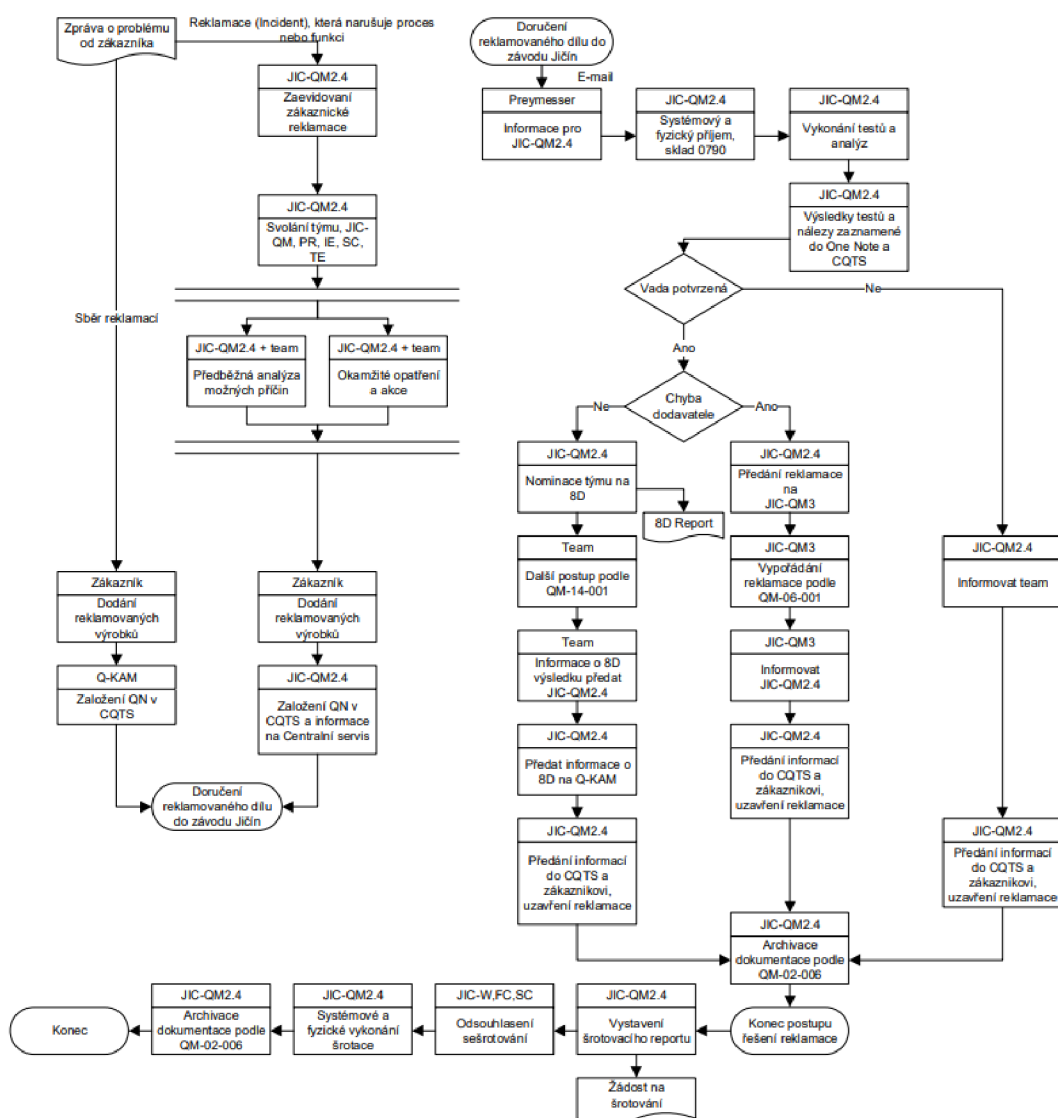 Zpráva o problému
od zákazníka
Reklamace (Incident), která narušuje proces
nebo funkci
JIC-QM2.4
Zaevidovaní
zákaznické
reklamace
JIC-QM2.4
Svolání týmu, JIC-
QM, PR, IE, SC,
TE
Sběr reklamací
JIC-QM2.4 + team
Předběžná analýza
možných příčin
JIC-QM2.4 + team
Okamžité opatření
a akce
Zákazník
Dodání
reklamovaných
výrobků
Zákazník
Dodání
reklamovaných
výrobků
Q-KAM
Založení QN v
CQTS
JIC-QM2.4
Založení QN v
CQTS a informace
na Centralní servis
Doručení
reklamovaného dílu
do závodu Jičín
Doručení
reklamovaného dílu do
závodu Jičín
E-mail
Preymesser
Informace pro
JIC-QM2.4
JIC-QM2.4
Systémový a
fyzický příjem,
sklad 0790
JIC-QM2.4
Vykonání testů a
analýz
JIC-QM2.4
Výsledky testů a
nálezy zaznamené
do One Note a
CQTS
Vada potvrzená
Ne
Ano
Chyba
dodavatele
Ne
Ano
JIC-QM2.4
Nominace týmu na
8D
8D Report
JIC-QM2.4
Předání reklamace
na
JIC-QM3
Team
Další postup podle
QM-14-001
JIC-QM3
Vypořádání
reklamace podle
QM-06-001
JIC-QM2.4
Informovat team
Team
Informace o 8D
výsledku předat
JIC-QM2.4
JIC-QM3
Informovat
JIC-QM2.4
JIC-QM2.4
Předat informace o
8D na Q-KAM
JIC-QM2.4
Předání informací
do CQTS a
zákaznikovi,
uzavření reklamace
JIC-QM2.4
Předání informací
do CQTS a
zákaznikovi,
uzavření reklamace
JIC-QM2.4
Předání informací
do CQTS a
zákaznikovi,
uzavření reklamace
JIC-QM2.4
Archivace
dokumentace podle
QM-02-006
Konec postupu
řešení reklamace
JIC-QM2.4
Vystavení
šrotovacího reportu
Žádost na
šrotování
JIC-W,FC,SC
Odsouhlasení
sešrotování
JIC-QM2.4
Systémové a
fyzické vykonání
šrotace
JIC-QM2.4
Archivace
dokumentace podle
QM-02-006
Konec